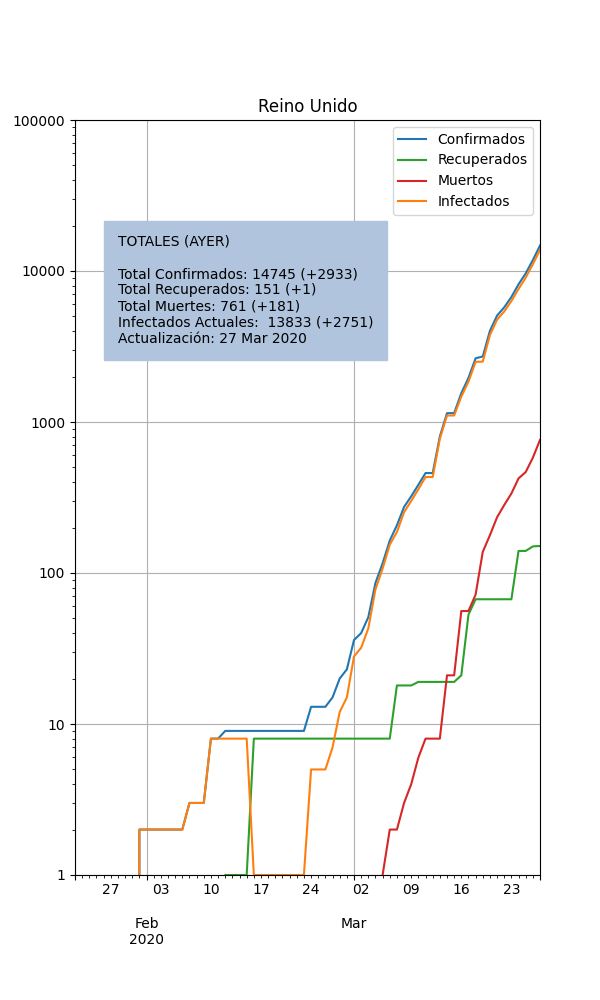 Reino Unido
100000
10000
1000
100
10
1
Confirmados
Recuperados
Muertos
Infectados
TOTALES (AYER)
Total Confirmados: 14745 (+2933)
Total Recuperados: 151 (+1)
Total Muertes: 761 (+181)
Infectados Actuales:  13833 (+2751)
Actualización: 27 Mar 2020
27 03 10 17 24 02 09 16 23
Feb Mar
2020